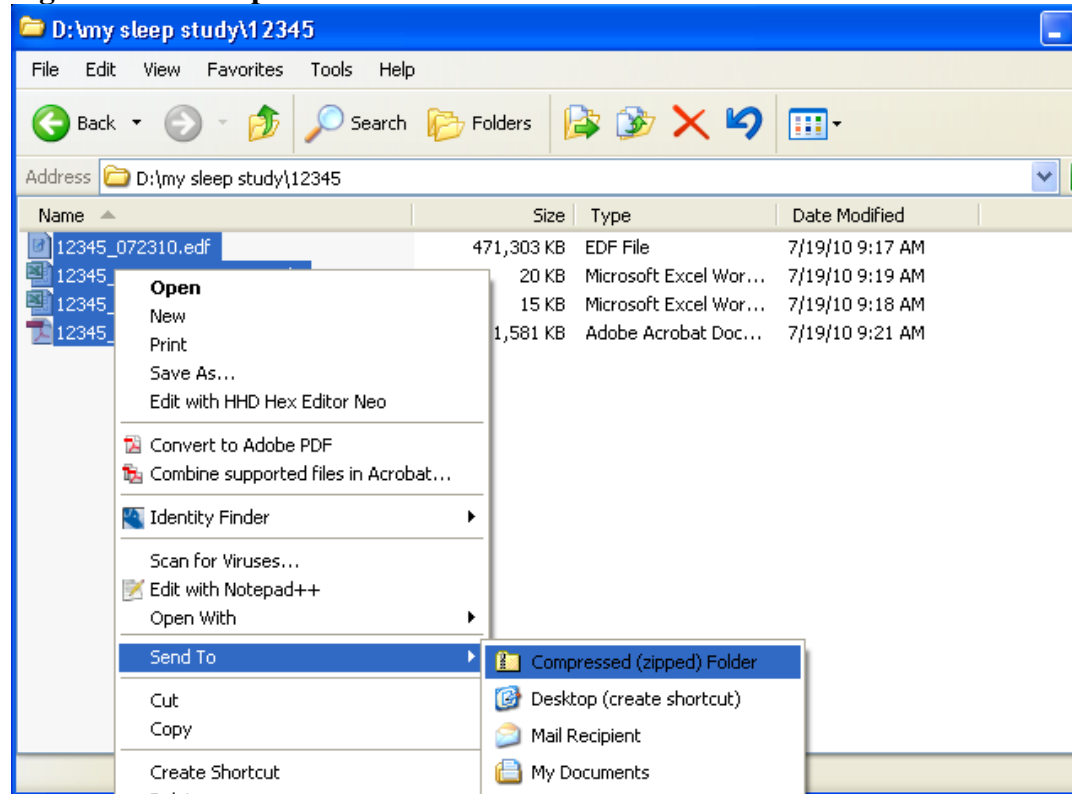 D:\my sleep study\12345
File Edit View Favorites Tools Help
Back Search Folders
Address D:\my sleep study\12345
Name Size Type Date Modified
12345_072310.edf 471,303 KB EDF File 7/19/10 9:17 AM
12345_ 20 KB Microsoft Excel Wor... 7/19/10 9:19 AM
12345_ 15 KB Microsoft Excel Wor... 7/19/10 9:18 AM
12345_ 1,581 KB Adobe Acrobat Doc... 7/19/10 9:21 AM
Open
New
Print
Save As...
Edit with HHD Hex Editor Neo
Convert to Adobe PDF
Combine supported files in Acrobat...
Identity Finder
Scan for Viruses...
Edit with Notepad++
Open With
Send To
Compressed (zipped) Folder
Desktop (create shortcut)
Mail Recipient
My Documents
Cut
Copy
Create Shortcut